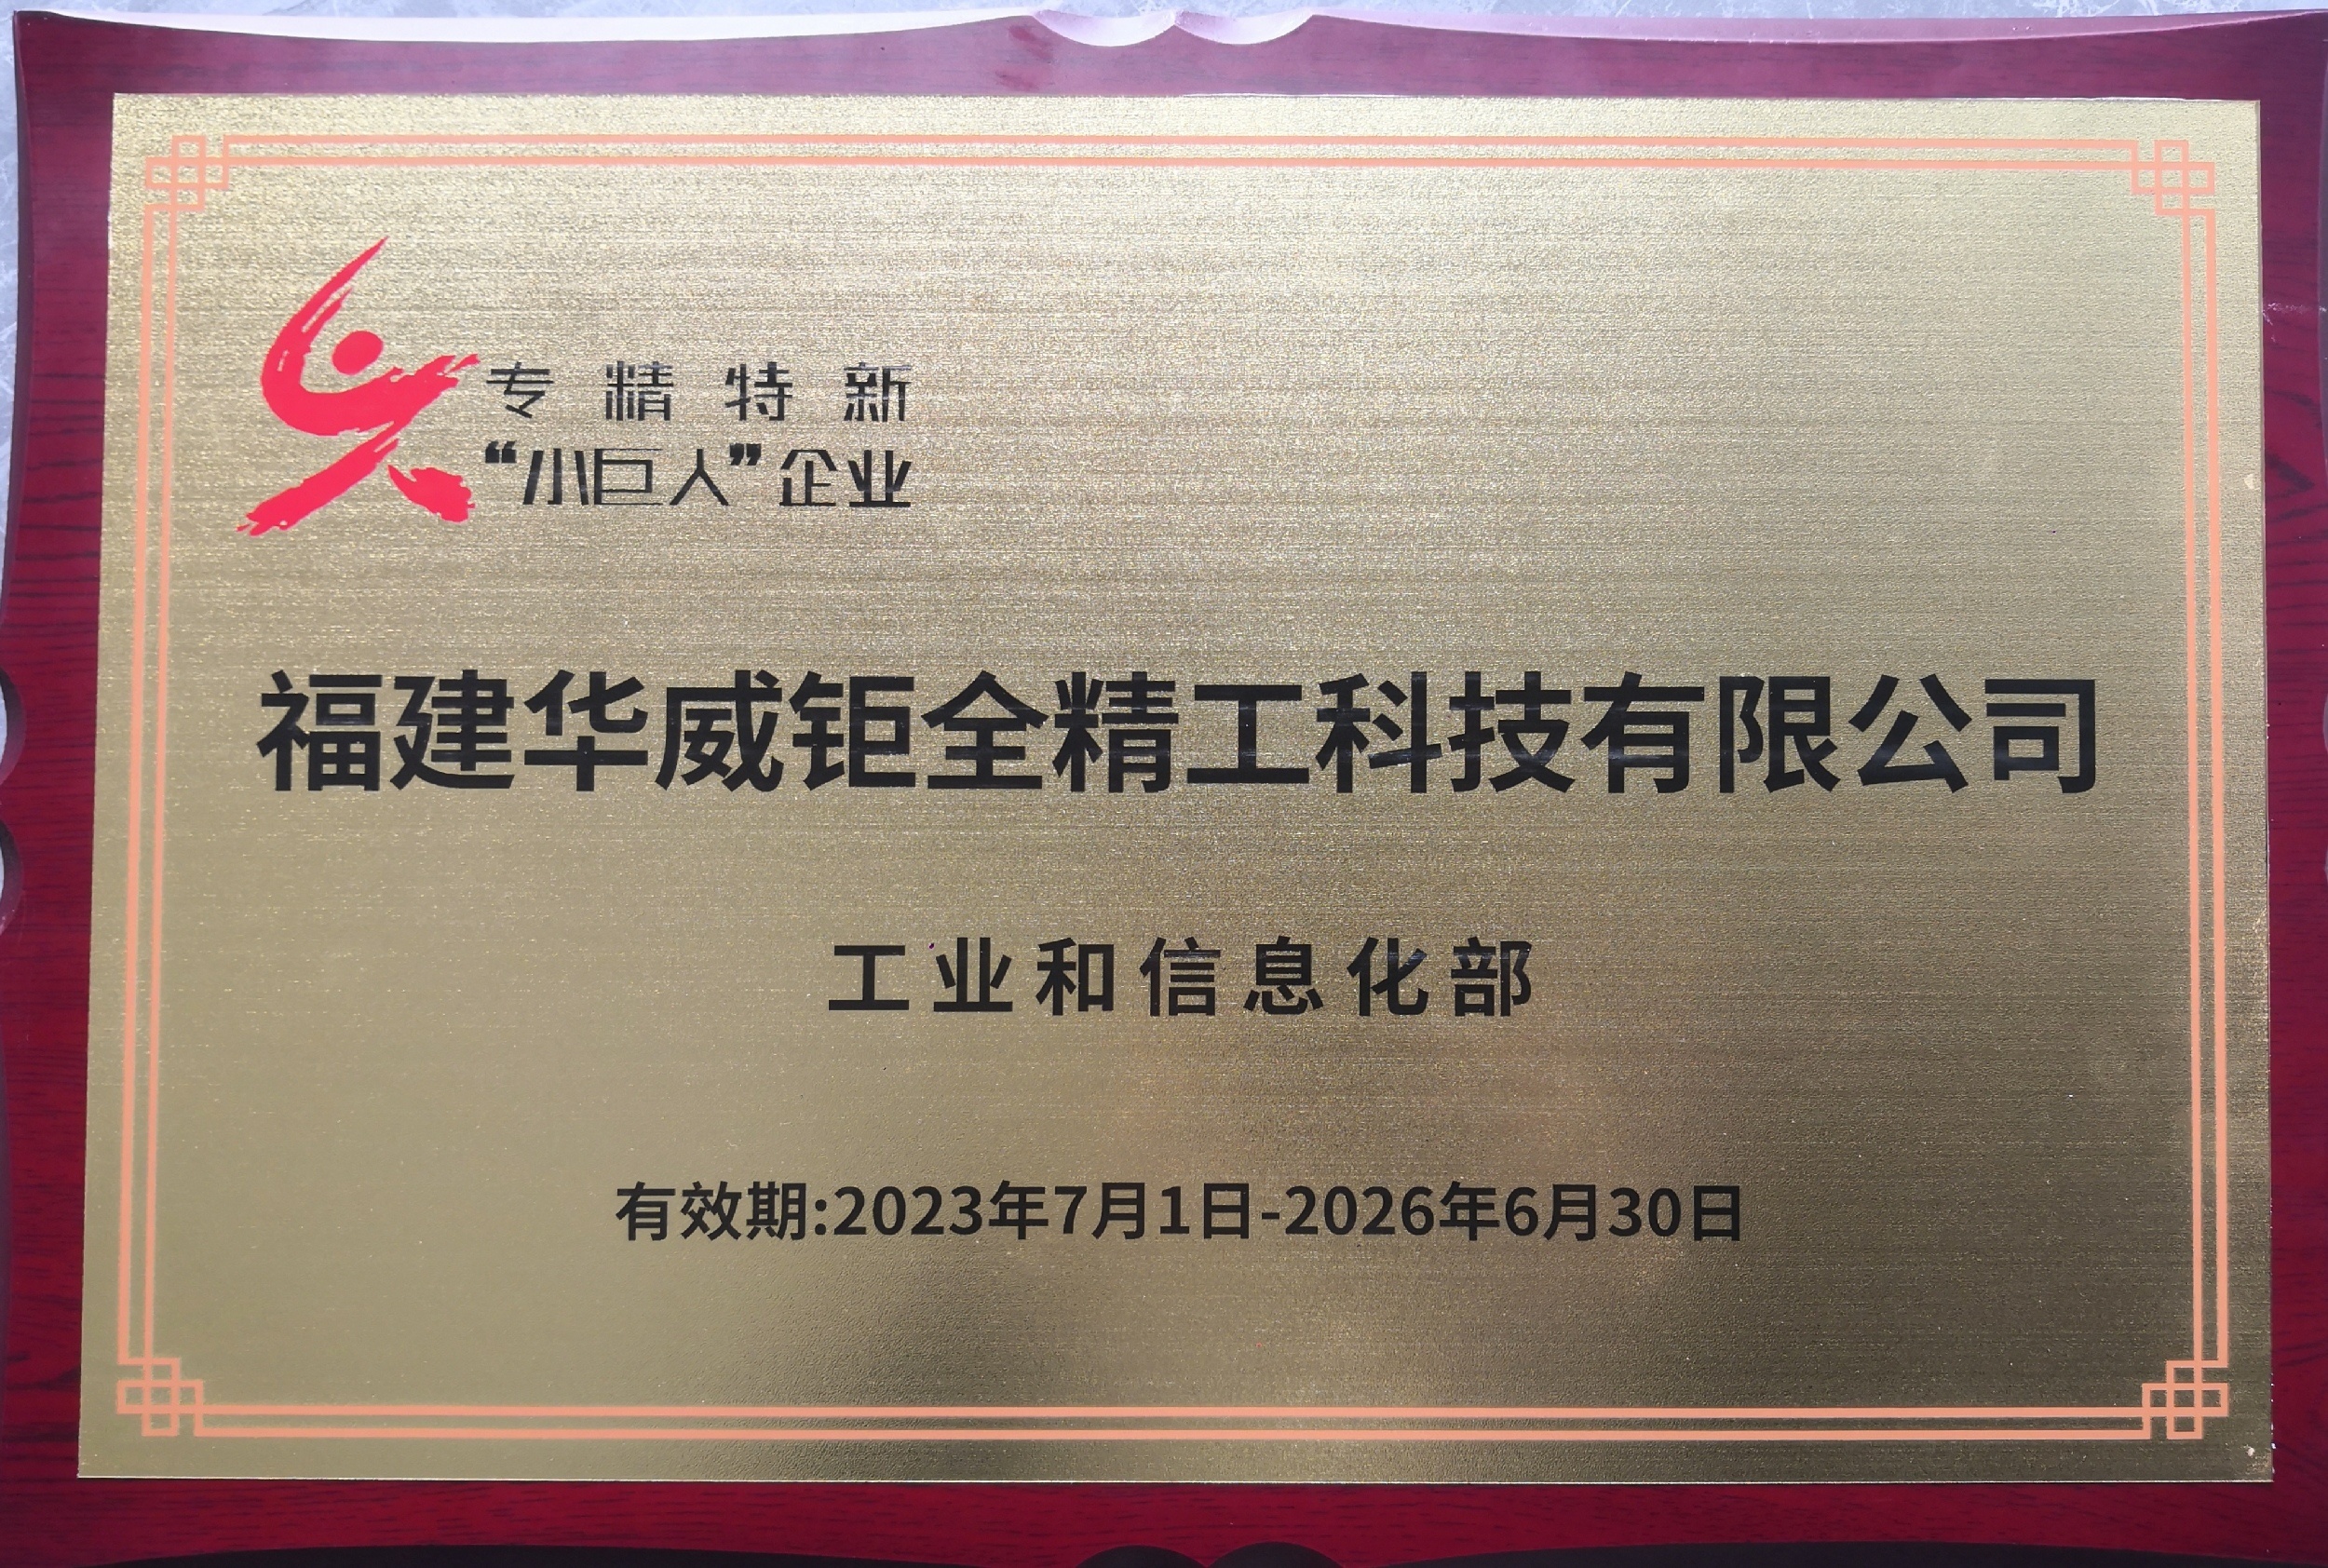 专精特新
“小巨人”企业
福建华威钜全精工科技有限公司
工业和信息化部
有效期:2023年7月1日-2026年6月30日